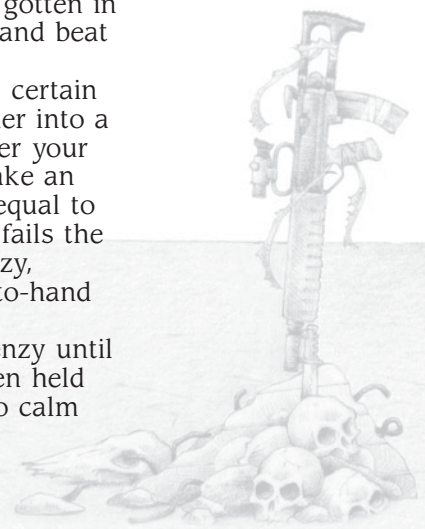 gotten in
and beat
certain
er into a
er your
ake an
equal to
fails the
zy,
to-hand
enzy until
en held
o calm